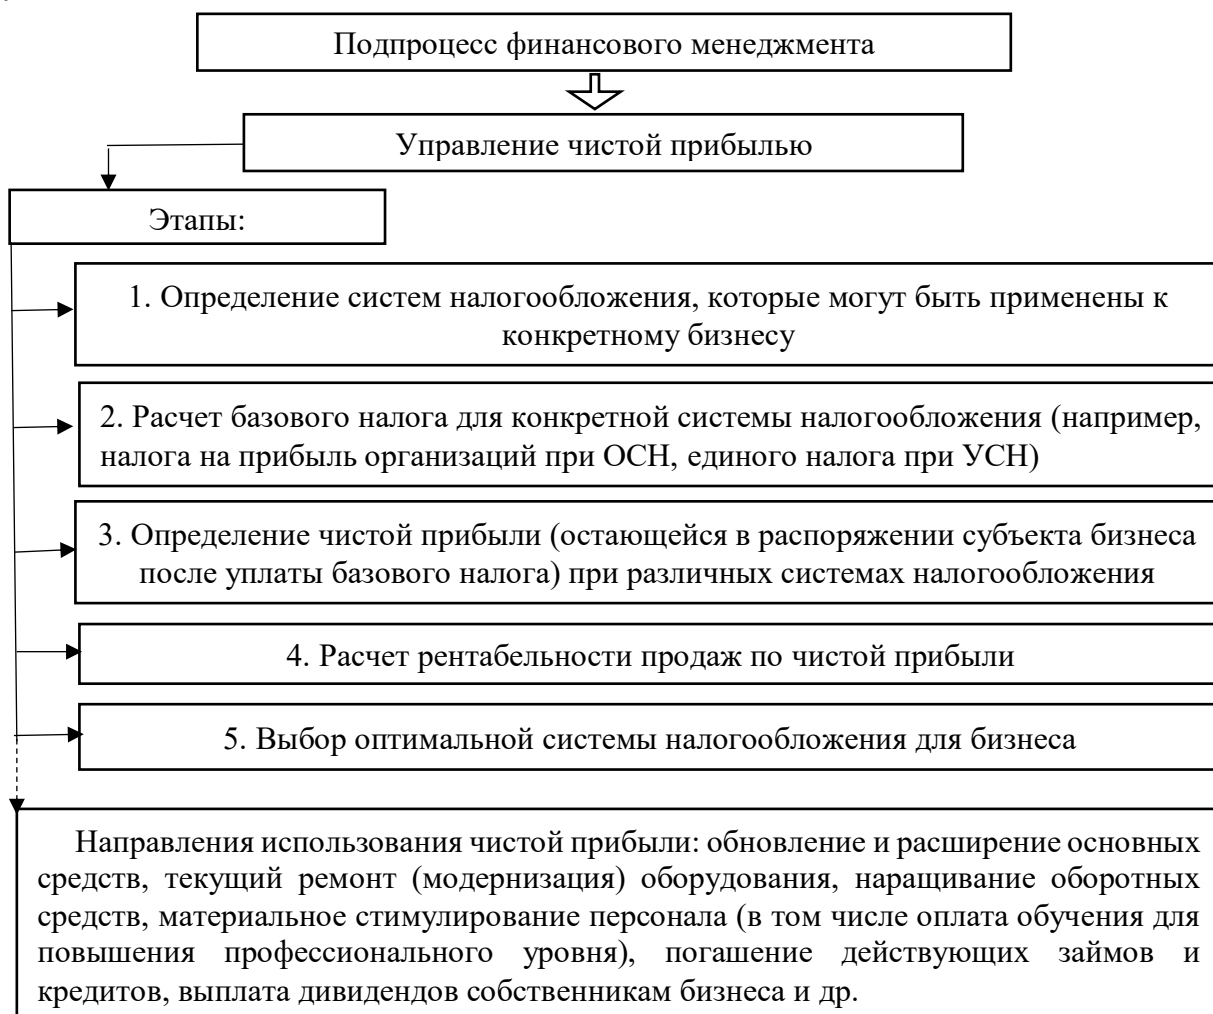 Подпроцесс финансового менеджмента
Управление чистой прибылью
Этапы:
1. Определение систем налогообложения, которые могут быть применены к
конкретному бизнесу
2. Расчет базового налога для конкретной системы налогообложения (например,
налога на прибыль организаций при ОСН, единого налога при УСН)
3. Определение чистой прибыли (остающейся в распоряжении субъекта бизнеса
после уплаты базового налога) при различных системах налогообложения
4. Расчет рентабельности продаж по чистой прибыли
5. Выбор оптимальной системы налогообложения для бизнеса
Направления использования чистой прибыли: обновление и расширение основных
средств, текущий ремонт (модернизация) оборудования, наращивание оборотных
средств, материальное стимулирование персонала (в том числе оплата обучения для
повышения профессионального уровня), погашение действующих займов и
кредитов, выплата дивидендов собственникам бизнеса и др.